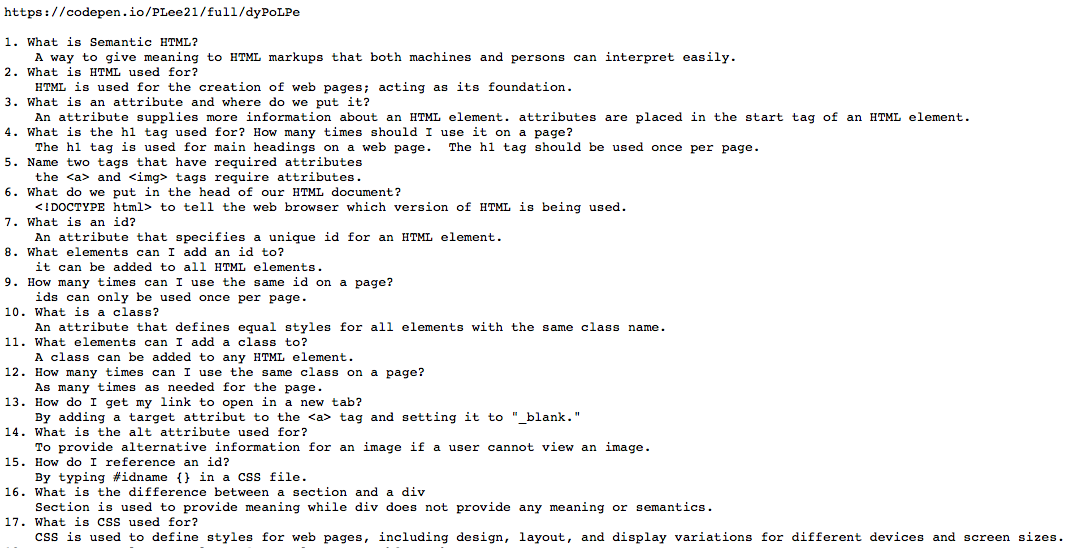 https://codepen.io/PLee21/full/dyPoLPe
1. What is Semantic HTML?
A way to give meaning to HTML markups that both machines and persons can interpret easily.
2. What is HTML used for?
HTML is used for the creation of web pages; acting as its foundation.
3. What is an attribute and where do we put it?
An attribute supplies more information about an HTML element. attributes are placed in the start tag of an HTML element.
4. What is the h1 tag used for? How many times should I use it on a page?
The h1 tag is used for main headings on a web page.  The h1 tag should be used once per page.
5. Name two tags that have required attributes
the <a> and <img> tags require attributes.
6. What do we put in the head of our HTML document?
<!DOCTYPE html> to tell the web browser which version of HTML is being used.
7. What is an id?
An attribute that specifies a unique id for an HTML element.
8. What elements can I add an id to?
it can be added to all HTML elements.
9. How many times can I use the same id on a page?
ids can only be used once per page.
10. What is a class?
An attribute that defines equal styles for all elements with the same class name.
11. What elements can I add a class to?
A class can be added to any HTML element.
12. How many times can I use the same class on a page?
As many times as needed for the page.
13. How do I get my link to open in a new tab?
By adding a target attribut to the <a> tag and setting it to "_blank."
14. What is the alt attribute used for?
To provide alternative information for an image if a user cannot view an image.
15. How do I reference an id?
By typing #idname {} in a CSS file.
16. What is the difference between a section and a div
Section is used to provide meaning while div does not provide any meaning or semantics.
17. What is CSS used for?
CSS is used to define styles for web pages, including design, layout, and display variations for different devices and screen sizes.